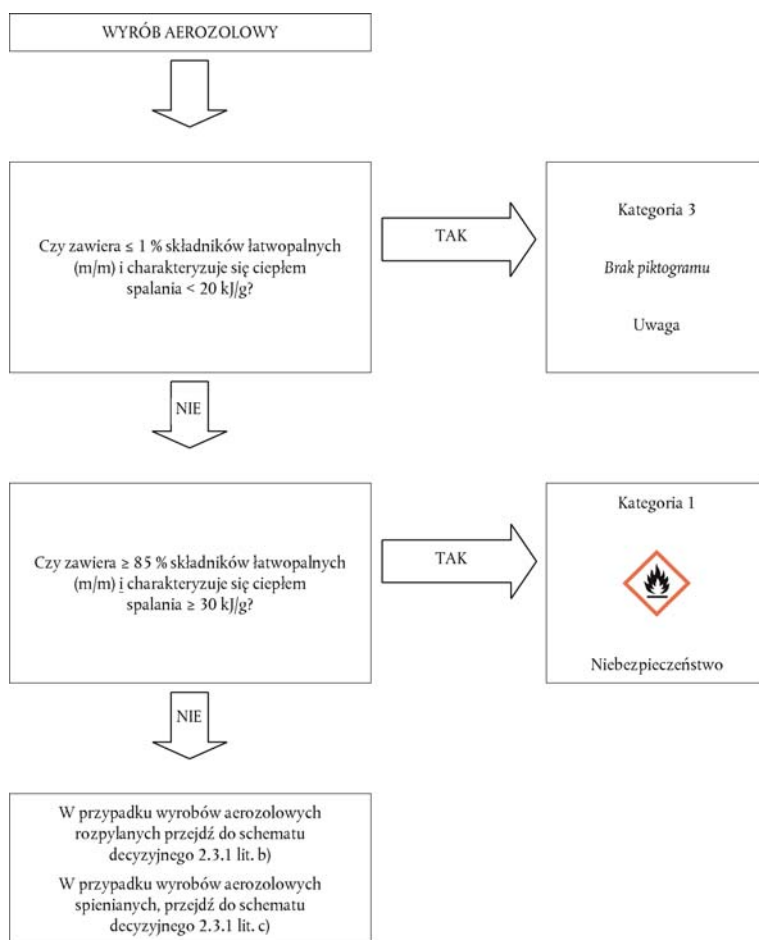 WYRÓB AEROZOLOWY
Czy zawiera ≤ 1 % składników łatwopalnych
(m/m) i charakteryzuje się ciepłem
spalania < 20 kJ/g?
TAK
Kategoria 3
Brak piktogramu
Uwaga
NIE
Czy zawiera ≥ 85 % składników łatwopalnych
(m/m) i charakteryzuje się ciepłem
spalania ≥ 30 kJ/g?
TAK
Kategoria 1
Niebezpieczeństwo
NIE
W przypadku wyrobów aerozolowych
rozpylanych przejdź do schematu
decyzyjnego 2.3.1 lit. b)
W przypadku wyrobów aerozolowych
spienianych, przejdź do schematu
decyzyjnego 2.3.1 lit. c)